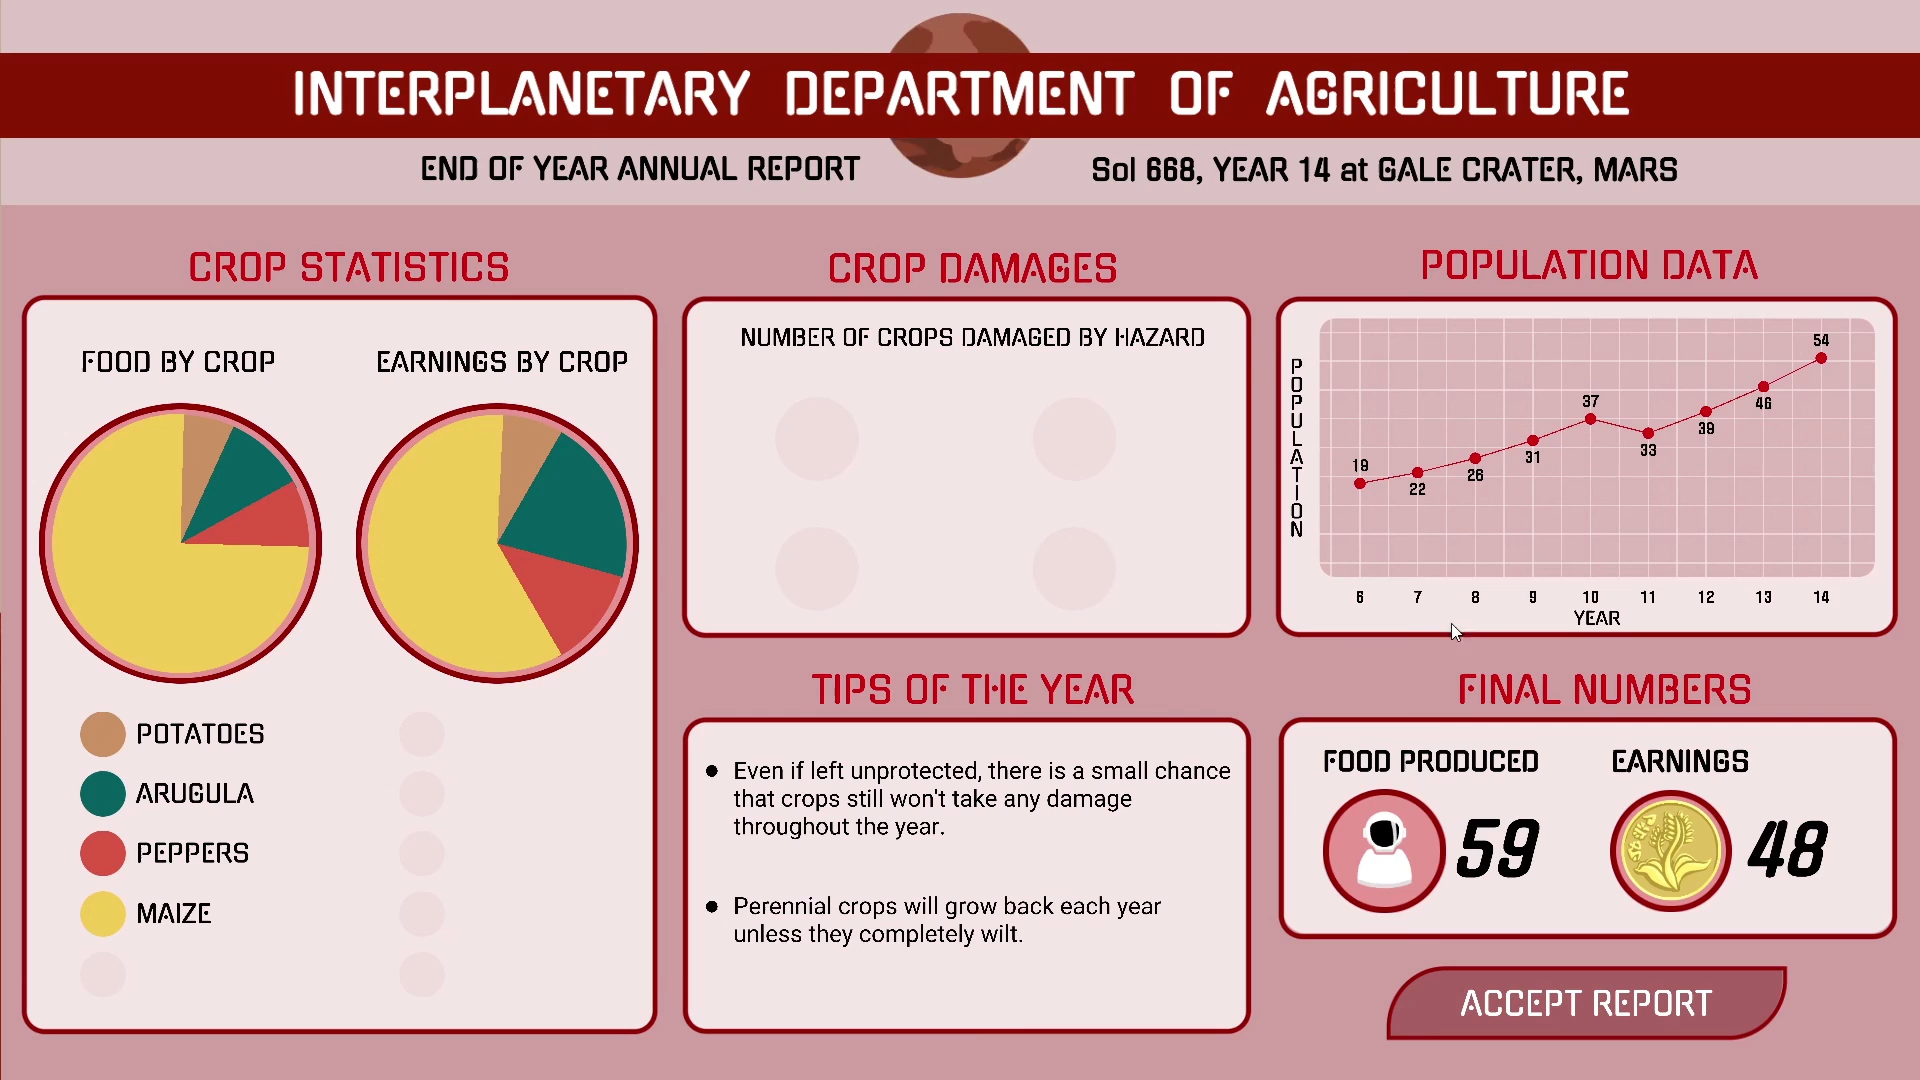 INTERPLANETARY DEPARTMENT OF AGRICULTURE
END OF YEAR ANNUAL REPORT
Sol 668, YEAR 14 at GALE CRATER, MARS
CROP STATISTICS
FOOD BY CROP
EARNINGS BY CROP
POTATOES
ARUGULA
PEPPERS
MAIZE
CROP DAMAGES
NUMBER OF CROPS DAMAGED BY HAZARD
TIPS OF THE YEAR
● Even if left unprotected, there is a small chance
that crops still won't take any damage
throughout the year.
● Perennial crops will grow back each year
unless they completely wilt.
POPULATION DATA
POPULATION
19
22
26
31
37
33
39
46
54
6 7 8 9 10 11 12 13 14
YEAR
FINAL NUMBERS
FOOD PRODUCED
59
EARNINGS
48
ACCEPT REPORT